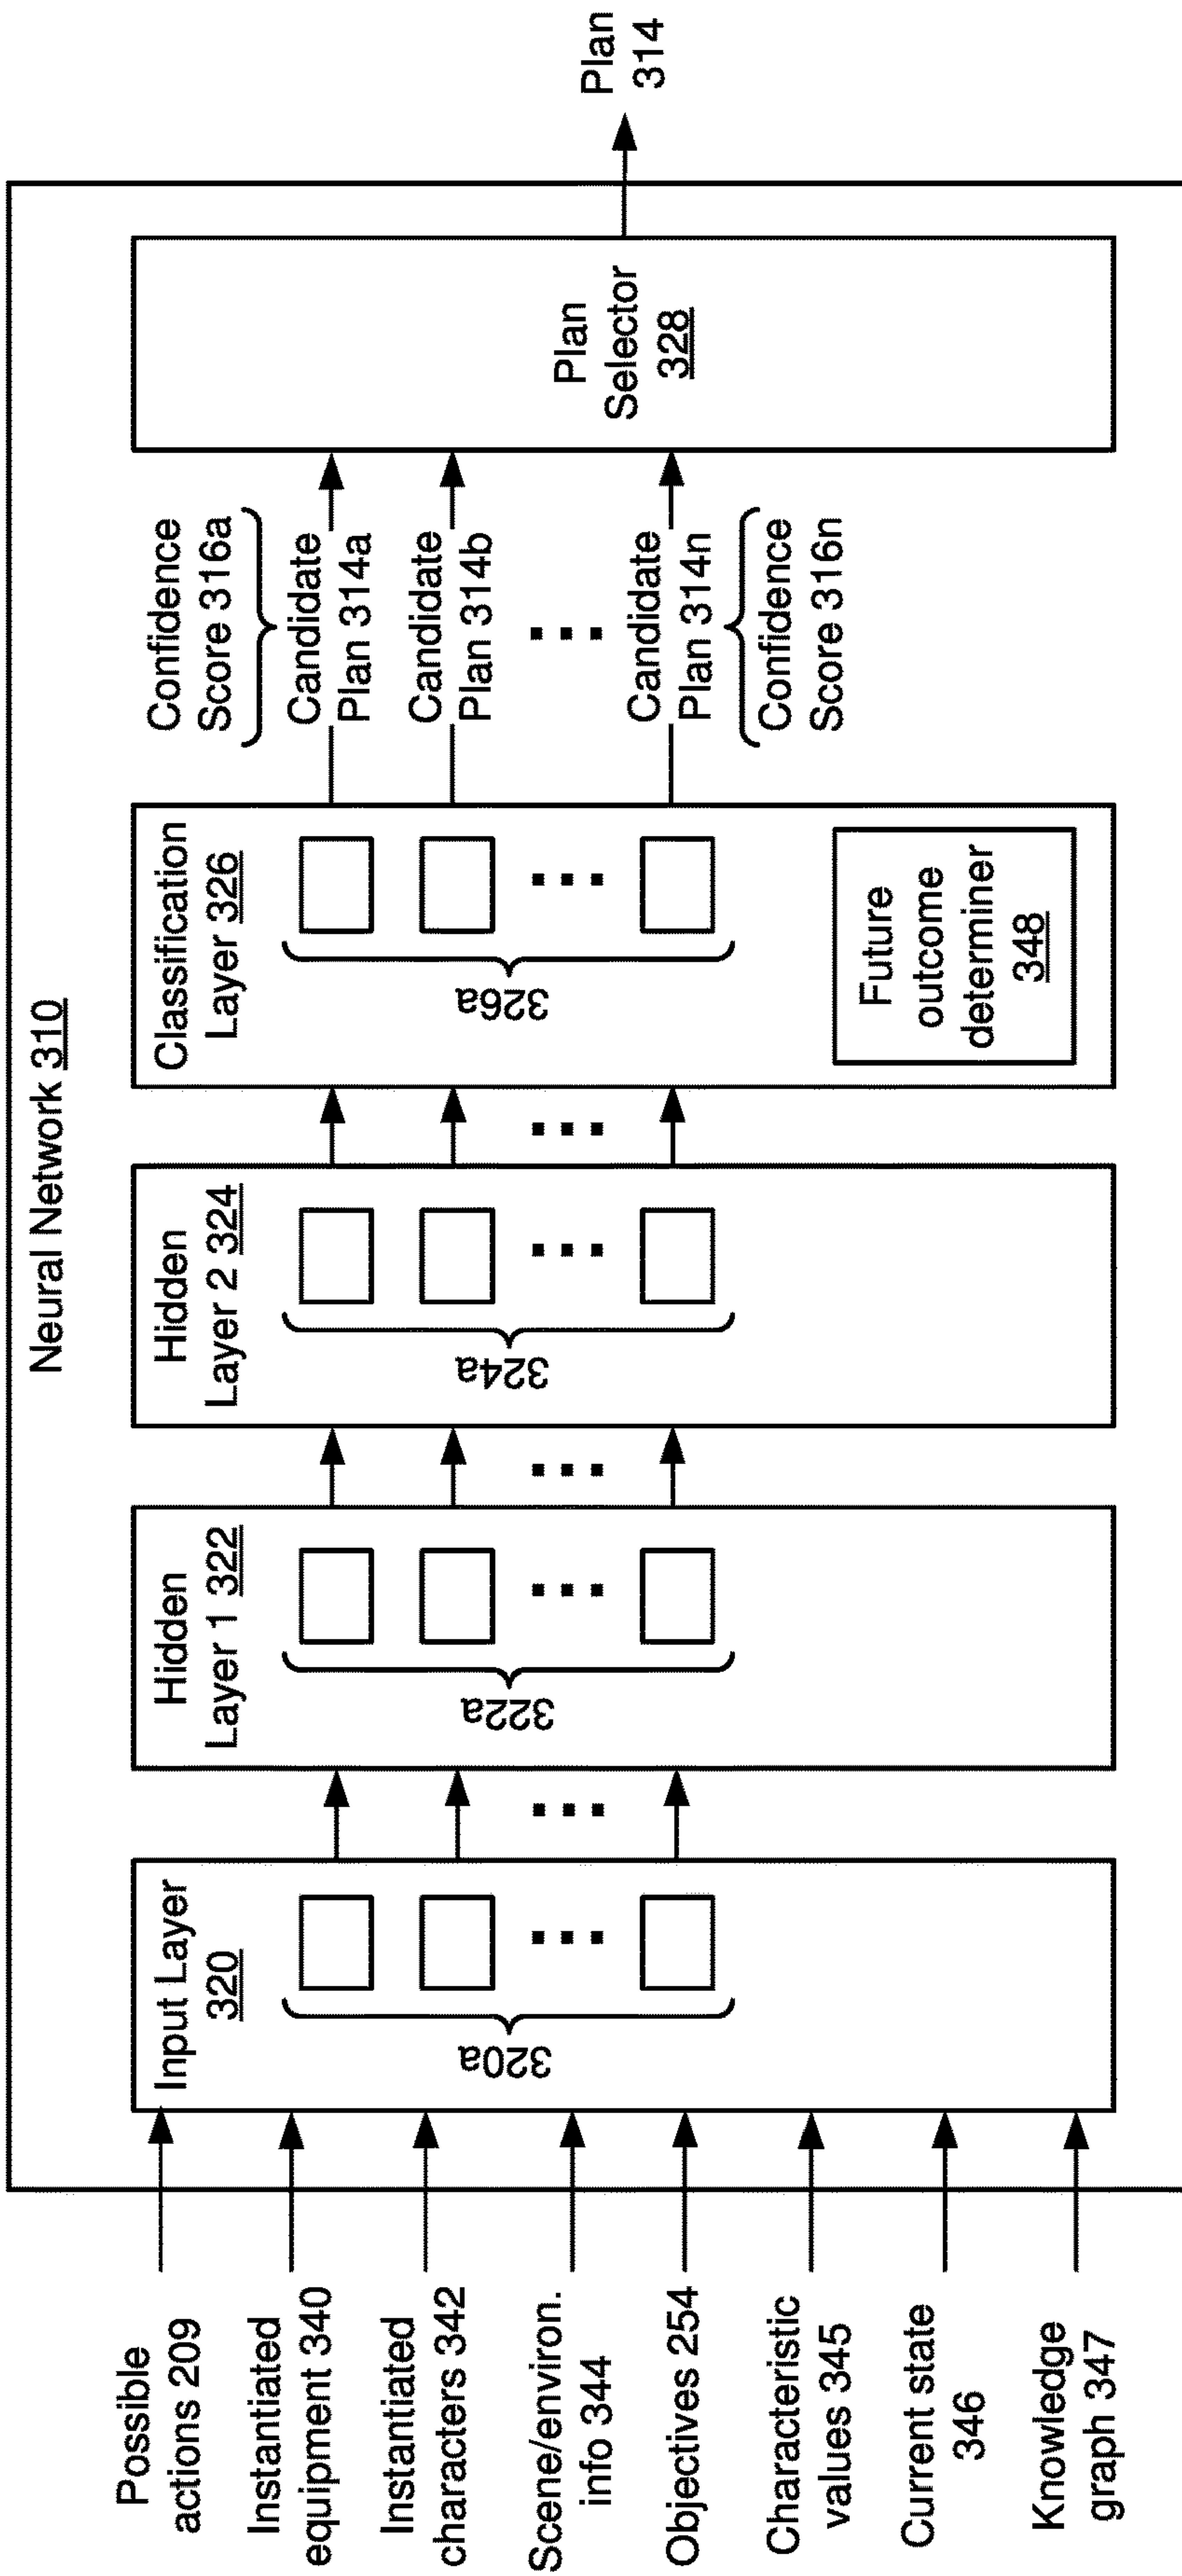 Neural Network 310
Possible
actions 209
Instantiated
equipment 340
Instantiated
characters 342
Scene/environ.
info 344
Objectives 254
Characteristic
values 345
Current state
346
Knowledge
graph 347
Input Layer
320
320a
Hidden
Layer 1 322
322a
Hidden
Layer 2 324
324a
Classification
Layer 326
326a
Future
outcome
determiner
348
Confidence
Score 316a
Candidate
Plan 314a
Candidate
Plan 314b
Candidate
Plan 314n
Confidence
Score 316n
Plan
Selector
328
Plan
314